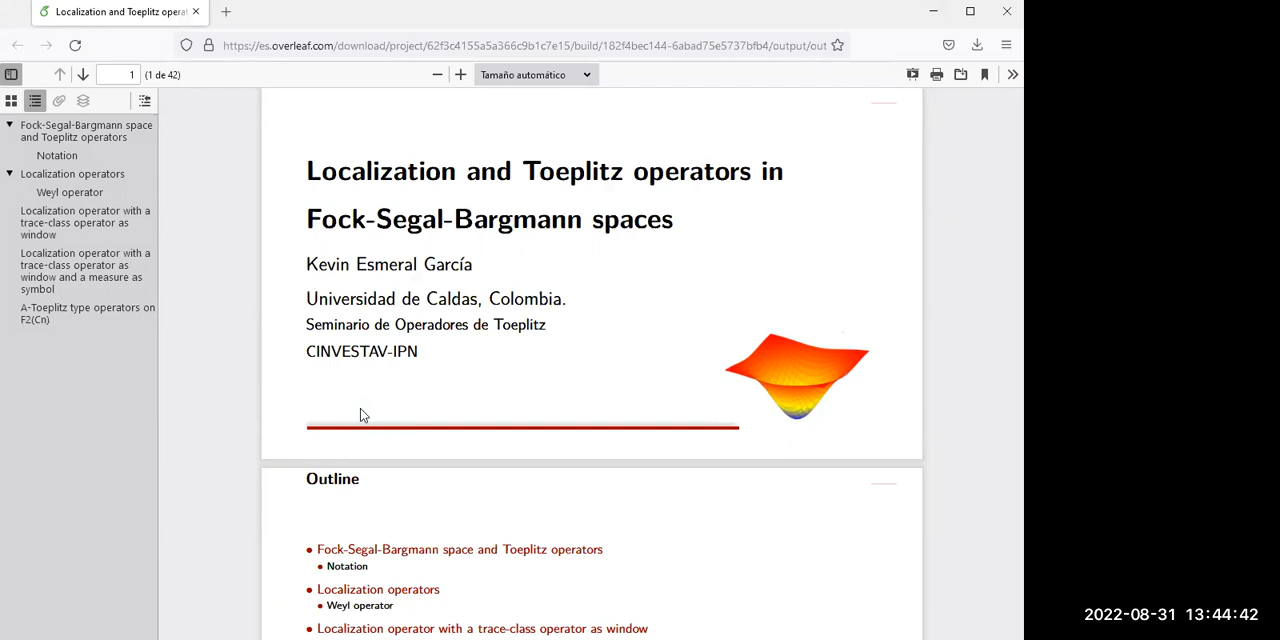 Localization and Toeplitz operat
https://es.overleaf.com/download/project/62f3c4155a5a366c9b1c7e15/build/182f4bec144-6abad75e5737bfb4/output/out
1 (1 de 42)
Tamaño automático
Fock-Segal-Bargmann space
and Toeplitz operators
Notation
Localization operators
Weyl operator
Localization operator with a
trace-class operator as
window
Localization operator with a
trace-class operator as
window and a measure as
symbol
A-Toeplitz type operators on
F2(Cn)
Localization and Toeplitz operators in
Fock-Segal-Bargmann spaces
Kevin Esmeral García
Universidad de Caldas, Colombia.
Seminario de Operadores de Toeplitz
CINVESTAV-IPN
Outline
• Fock-Segal-Bargmann space and Toeplitz operators
• Notation
• Localization operators
• Weyl operator
• Localization operator with a trace-class operator as window
2022-08-31 13:44:42